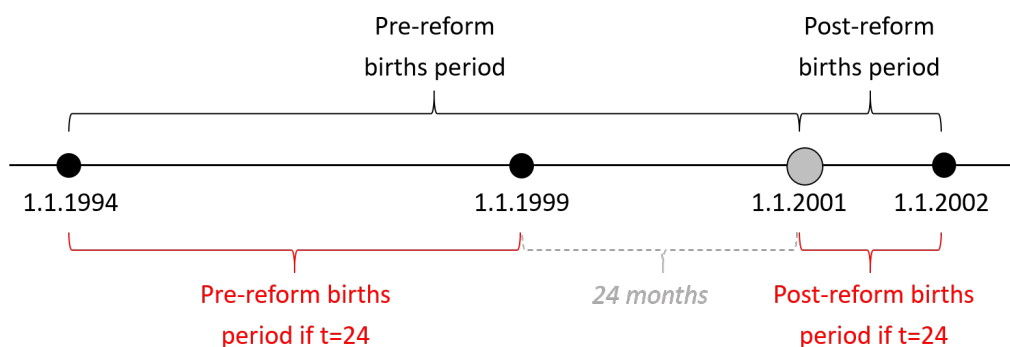 Pre-reform
births period
Post-reform
births period
1.1.1994
1.1.1999
1.1.2001
1.1.2002
Pre-reform births
period if t=24
24 months
Post-reform births
period if t=24